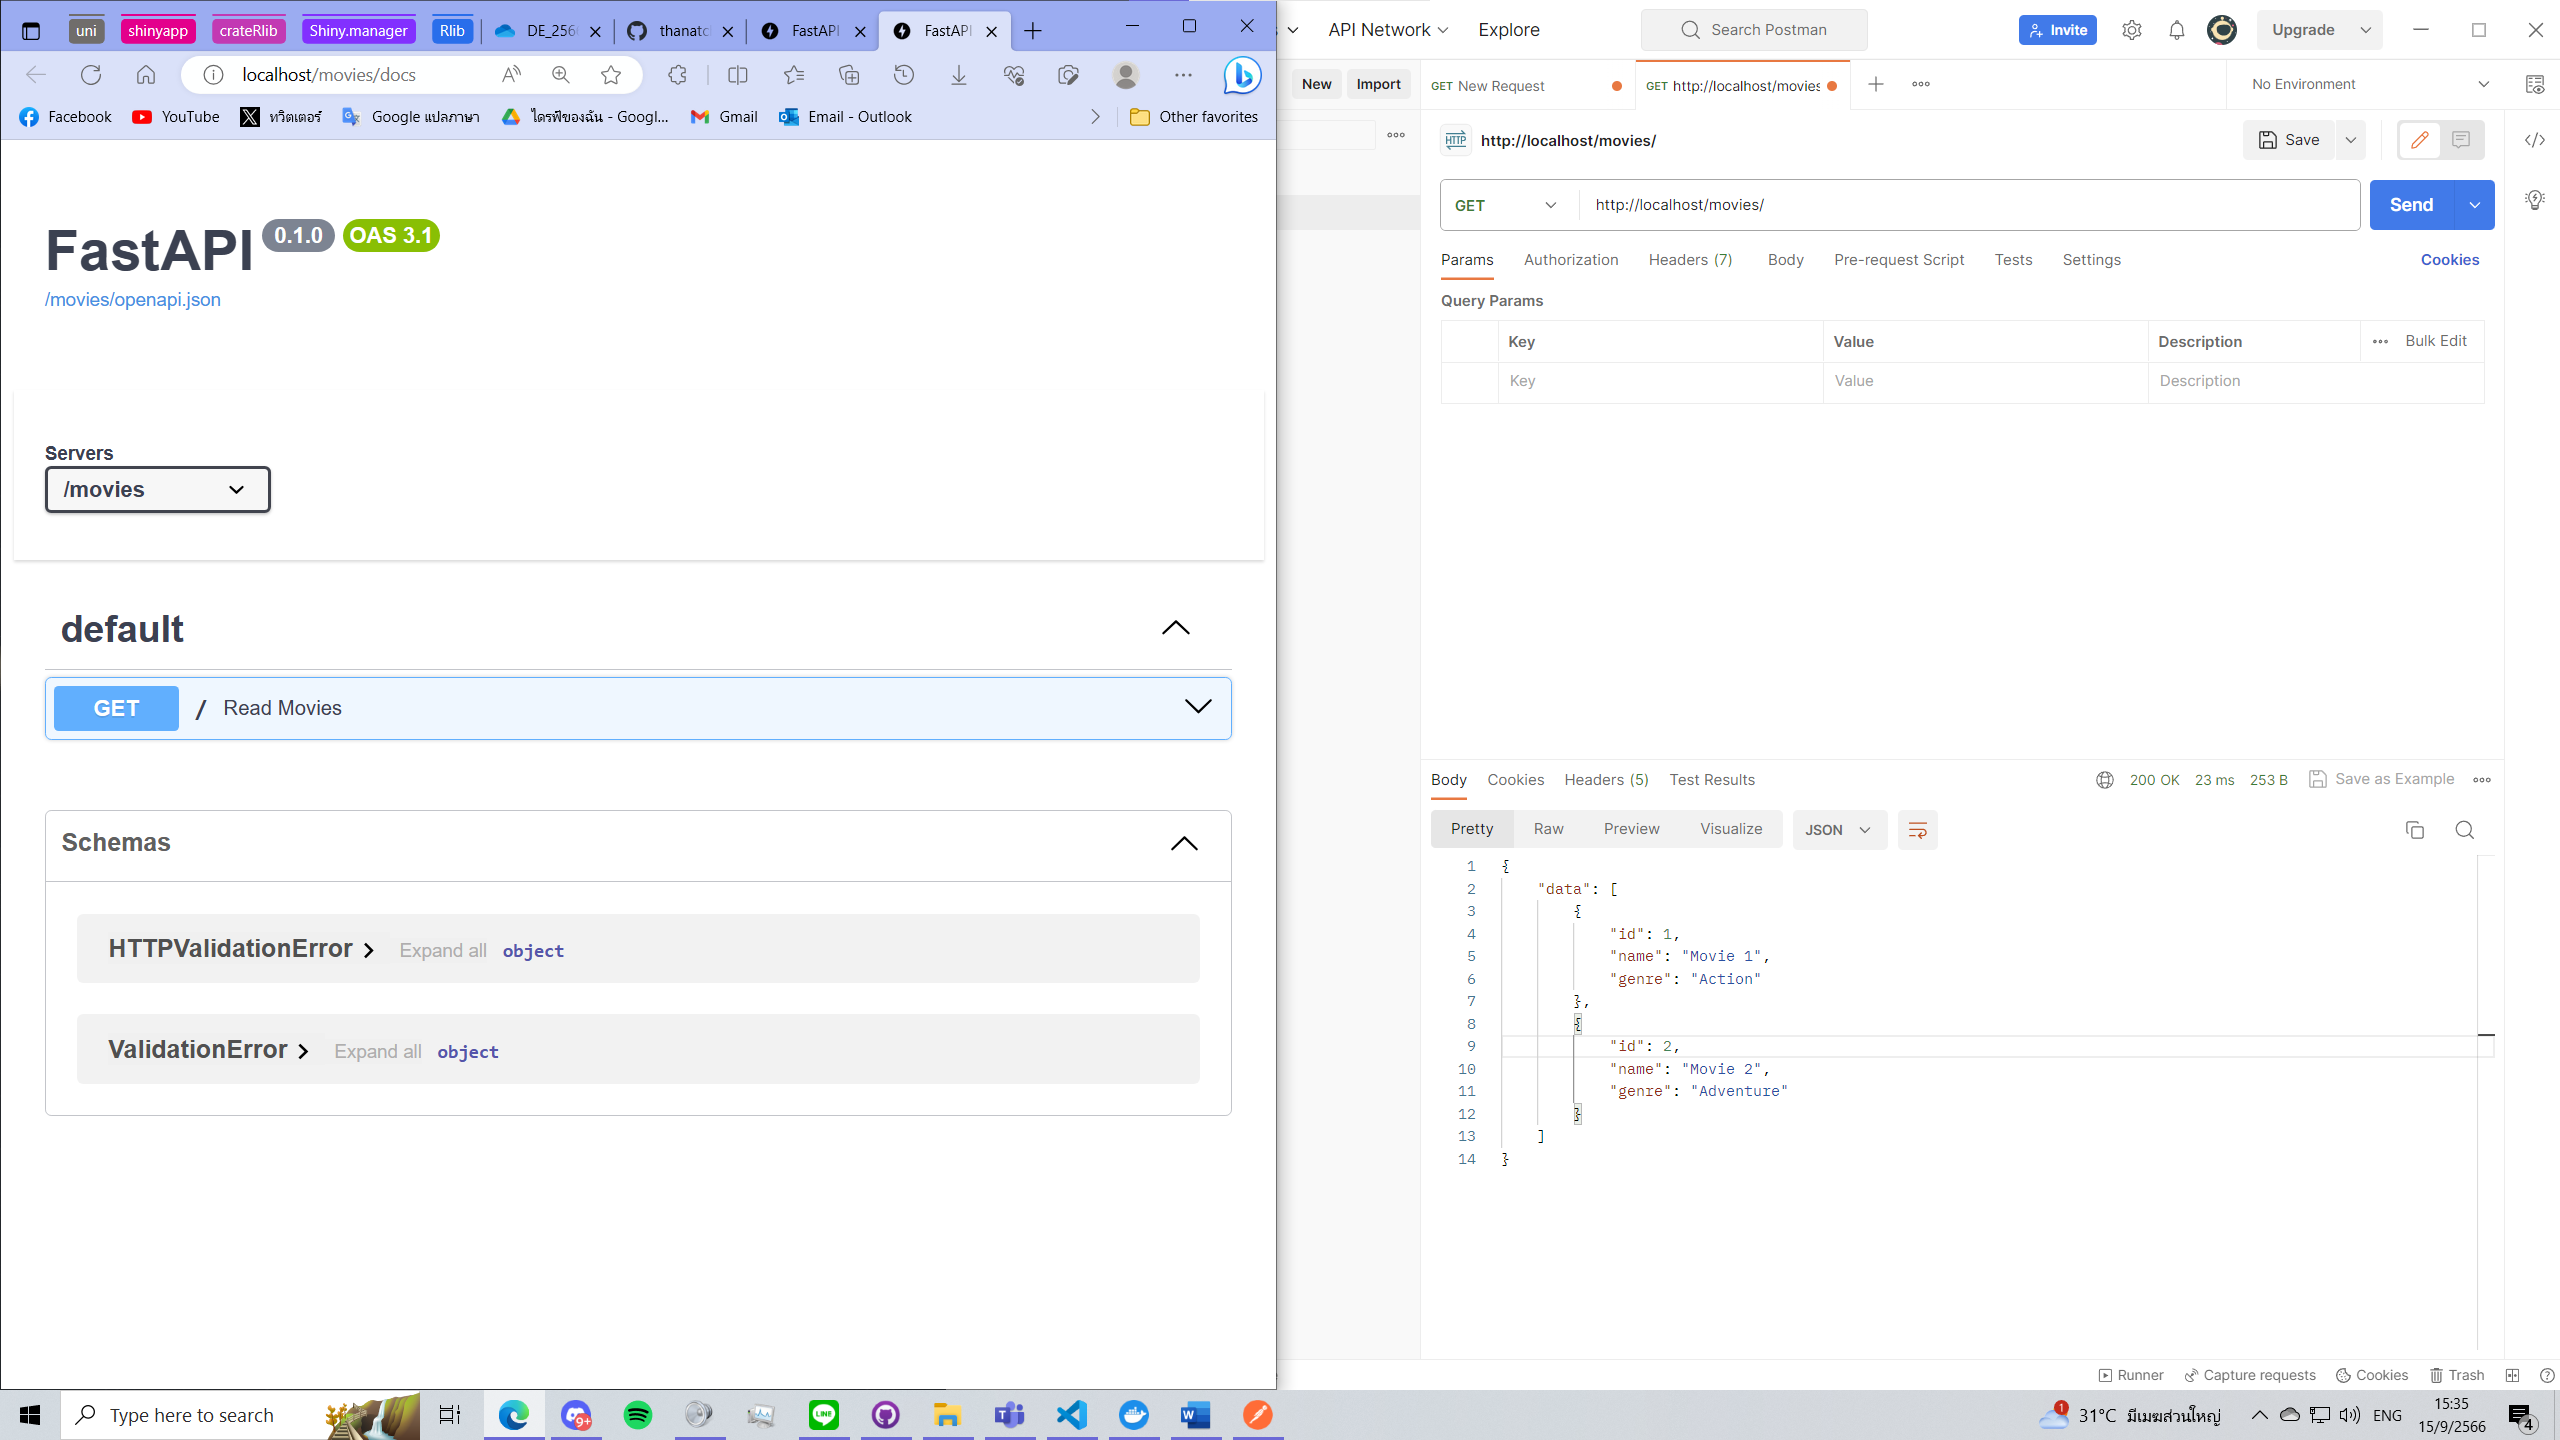 uni shinyapp crateRlib Shiny.manager Rlib DE_256 thanatc FastAPI FastAPI
localhost/movies/docs
Facebook YouTube ทวิตเตอร์ Google แปลภาษา ไดรฟ์ของฉัน - Googl... Gmail Email - Outlook Other favorites
FastAPI 0.1.0 OAS 3.1
/movies/openapi.json
Servers
/movies
default
GET / Read Movies
Schemas
HTTPValidationError Expand all object
ValidationError Expand all object
API Network Explore Search Postman Invite Upgrade
New Import GET New Request GET http://localhost/movies No Environment
HTTP http://localhost/movies/ Save
GET http://localhost/movies/ Send
Params Authorization Headers (7) Body Pre-request Script Tests Settings Cookies
Query Params
Key Value Description Bulk Edit
Key Value Description
Body Cookies Headers (5) Test Results 200 OK 23 ms 253 B Save as Example
Pretty Raw Preview Visualize JSON
1 {
2 "data": [
3 {
4 "id": 1,
5 "name": "Movie 1",
6 "genre": "Action"
7 },
8 {
9 "id": 2,
10 "name": "Movie 2",
11 "genre": "Adventure"
12 }
13 ]
14 }
Runner Capture requests Cookies Trash
Type here to search 9+ LINE 1 31°C มีเมฆส่วนใหญ่ ENG 15:35
15/9/2566 4